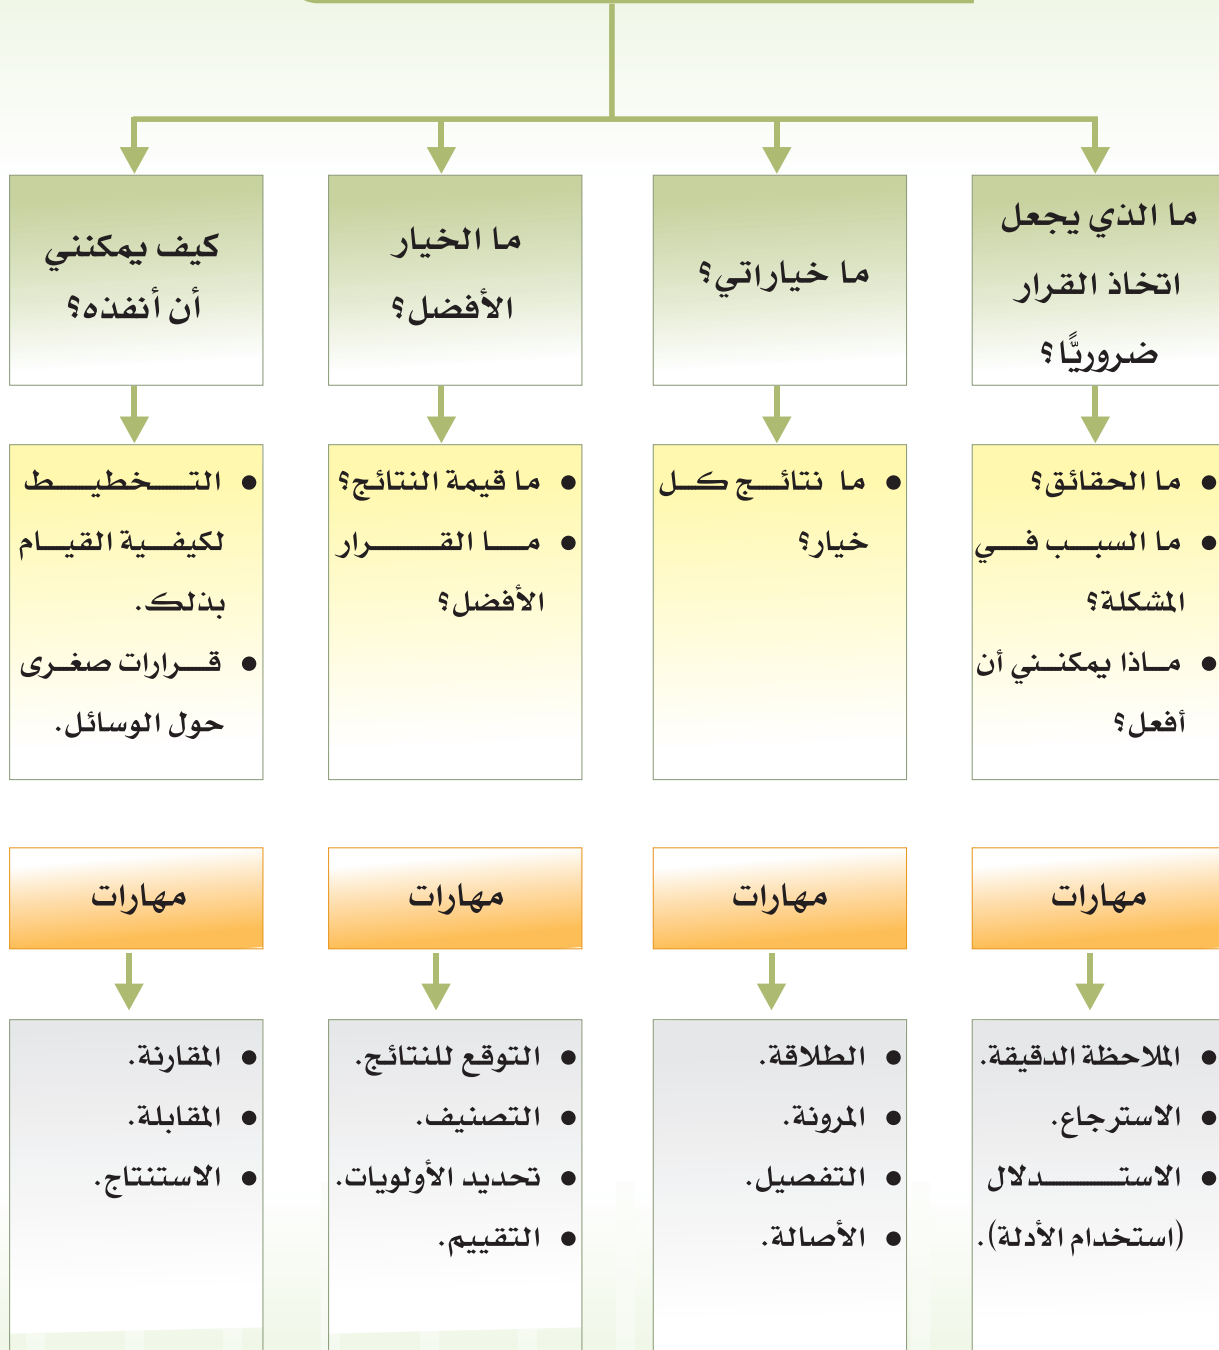 ما الذي يجعل
اتخاذ القرار
ضروريًّا؟
ما خياراتي؟
ما الخيار
الأفضل؟
كيف يمكنني
أن أنفذه؟
• ما الحقائق؟
• ما السبب في
المشكلة؟
• ماذا يمكنني أن
أفعل؟
• ما نتائج كل
خيار؟
• ما قيمة النتائج؟
• ما القرار
الأفضل؟
• التخطيط
لكيفية القيام
بذلك.
• قرارات صغرى
حول الوسائل.
مهارات
مهارات
مهارات
مهارات
• الملاحظة الدقيقة.
• الاسترجاع.
• الاستدلال
(استخدام الأدلة).
• الطلاقة.
• المرونة.
• التفصيل.
• الأصالة.
• التوقع للنتائج.
• التصنيف.
• تحديد الأولويات.
• التقييم.
• المقارنة.
• المقابلة.
• الاستنتاج.